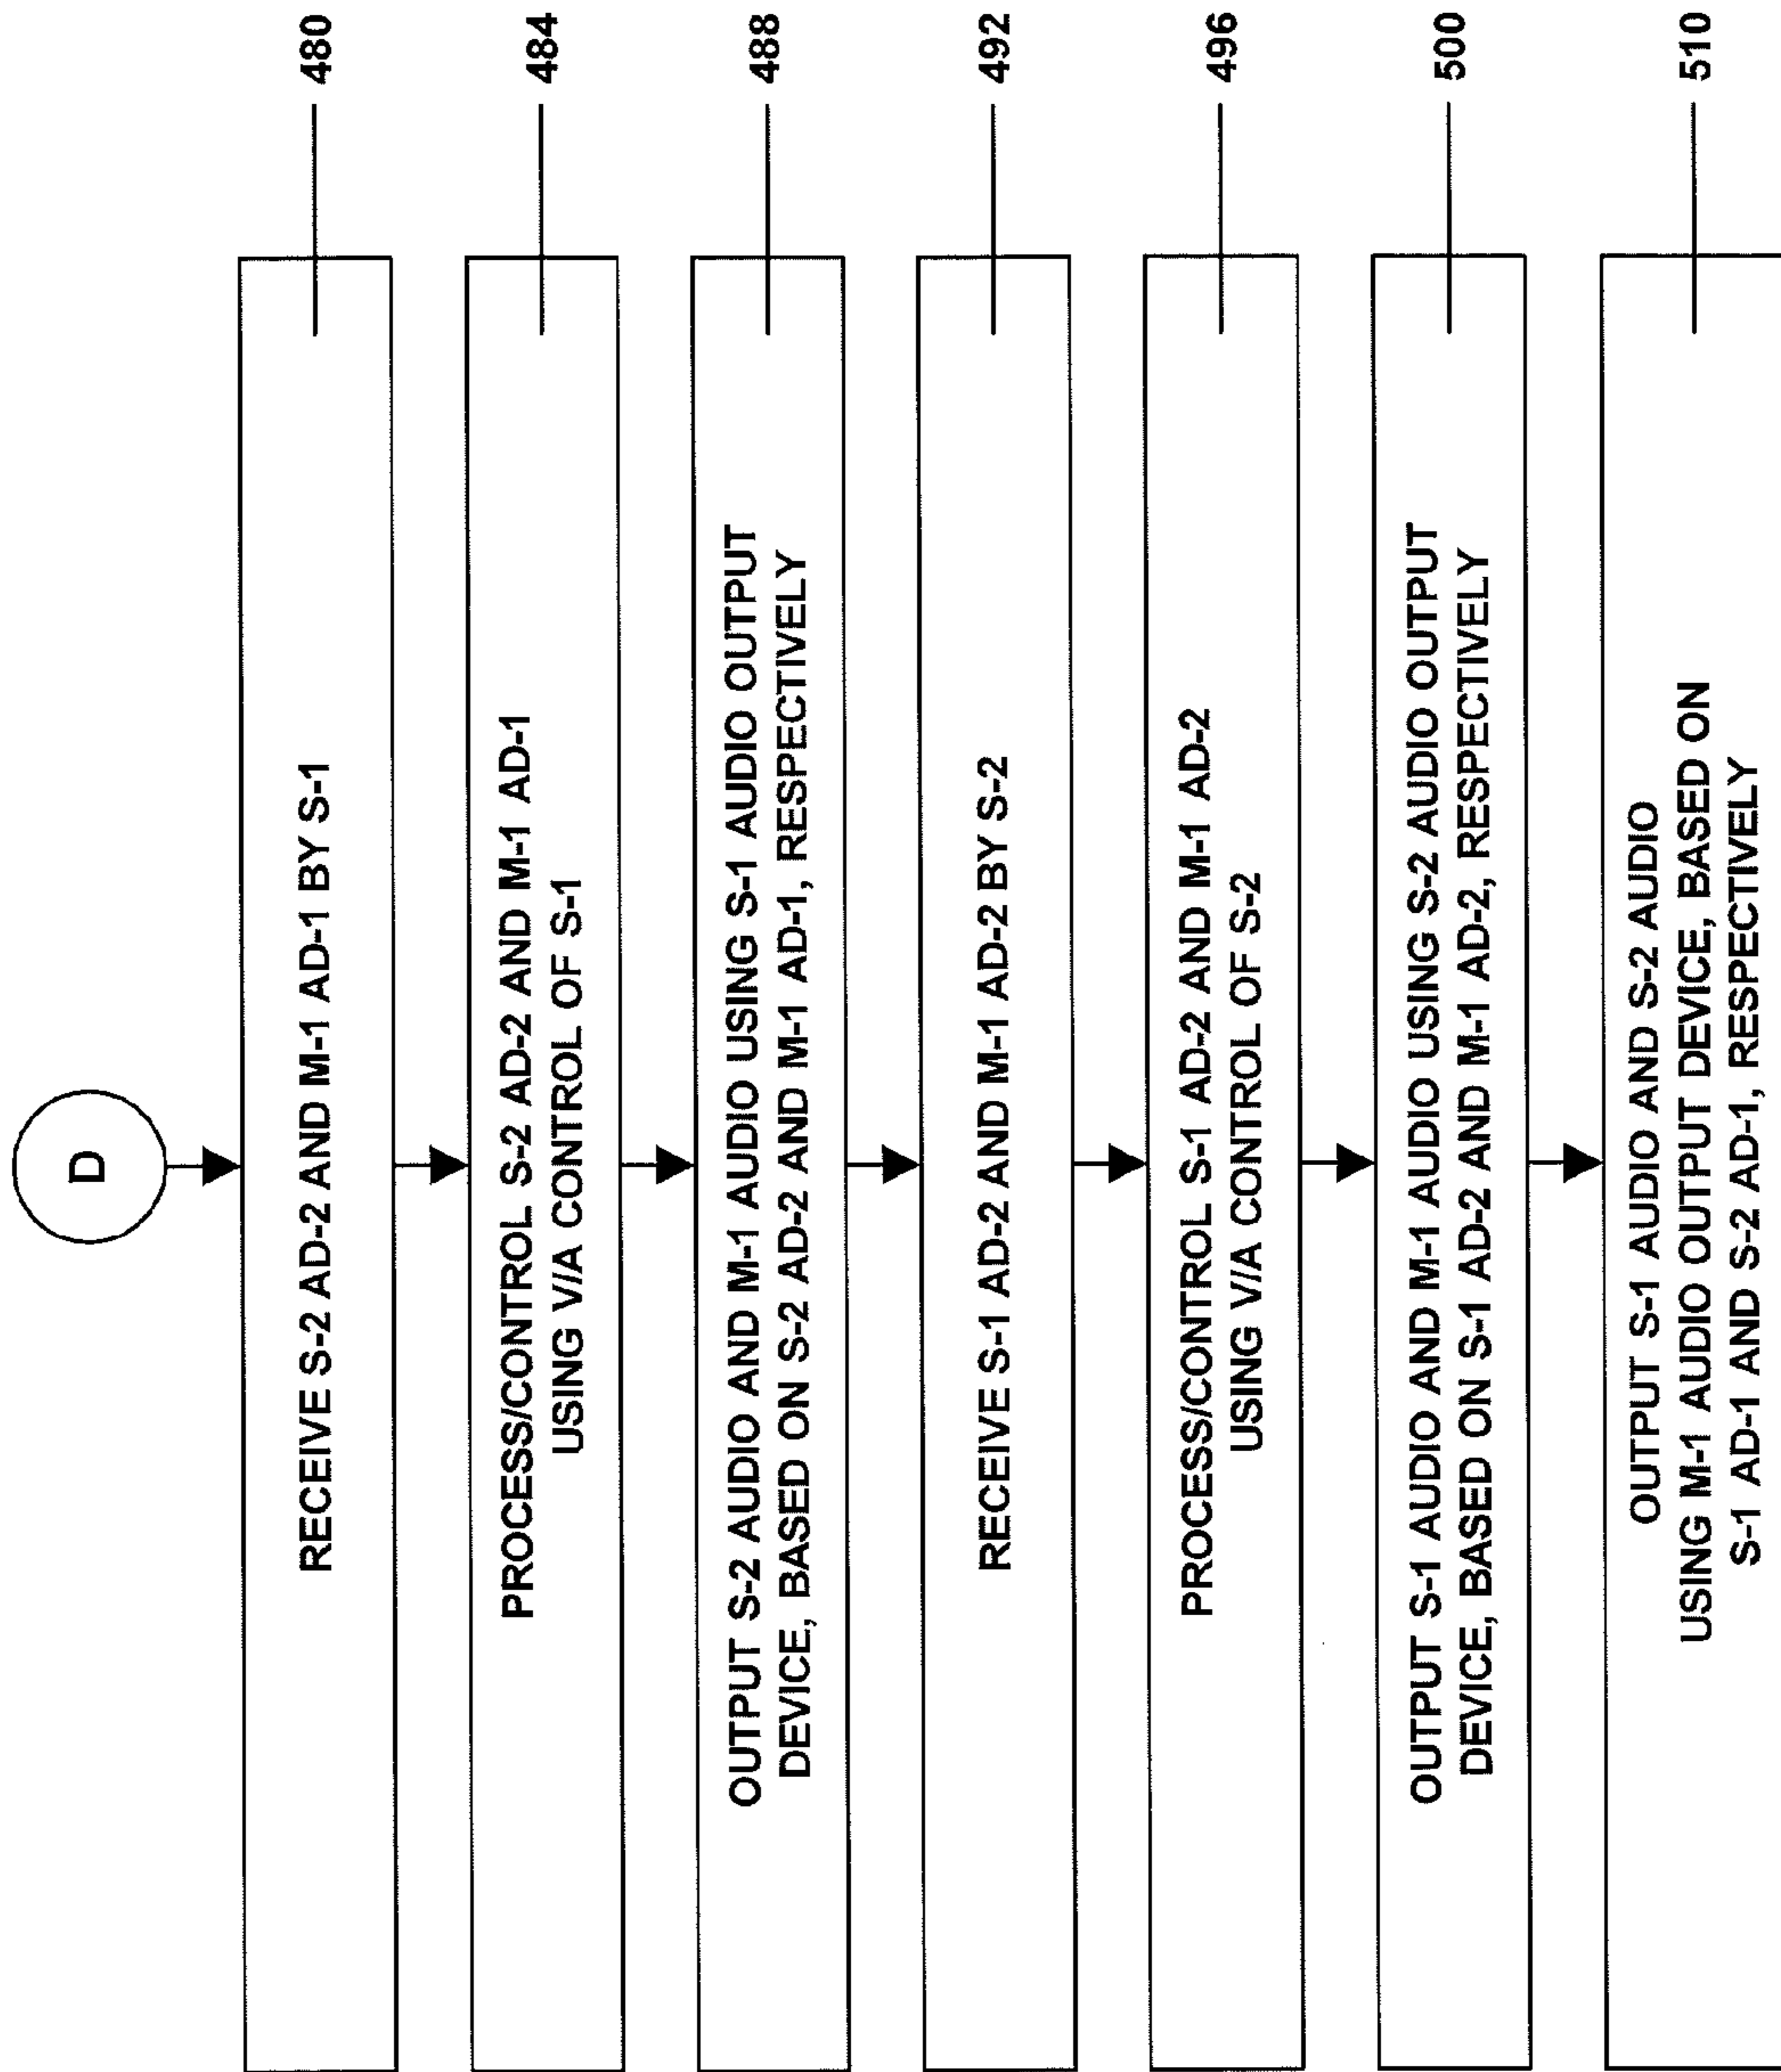 D
RECEIVE S-2 AD-2 AND M-1 AD-1 BY S-1
480
PROCESS/CONTROL S-2 AD-2 AND M-1 AD-1
USING V/A CONTROL OF S-1
484
OUTPUT S-2 AUDIO AND M-1 AUDIO USING S-1 AUDIO OUTPUT
DEVICE, BASED ON S-2 AD-2 AND M-1 AD-1, RESPECTIVELY
488
RECEIVE S-1 AD-2 AND M-1 AD-2 BY S-2
492
PROCESS/CONTROL S-1 AD-2 AND M-1 AD-2
USING V/A CONTROL OF S-2
496
OUTPUT S-1 AUDIO AND M-1 AUDIO USING S-2 AUDIO OUTPUT
DEVICE, BASED ON S-1 AD-2 AND M-1 AD-2, RESPECTIVELY
500
OUTPUT S-1 AUDIO AND S-2 AUDIO
USING M-1 AUDIO OUTPUT DEVICE, BASED ON
S-1 AD-1 AND S-2 AD-1, RESPECTIVELY
510